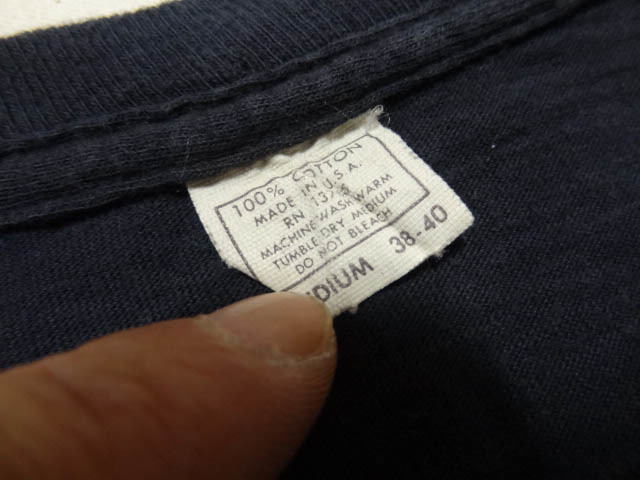 100% COTTON
MADE IN U.S.A.
RN
MACHINE WASH WARM
TUMBLE DRY MEDIUM
DO NOT BLEACH
38-40